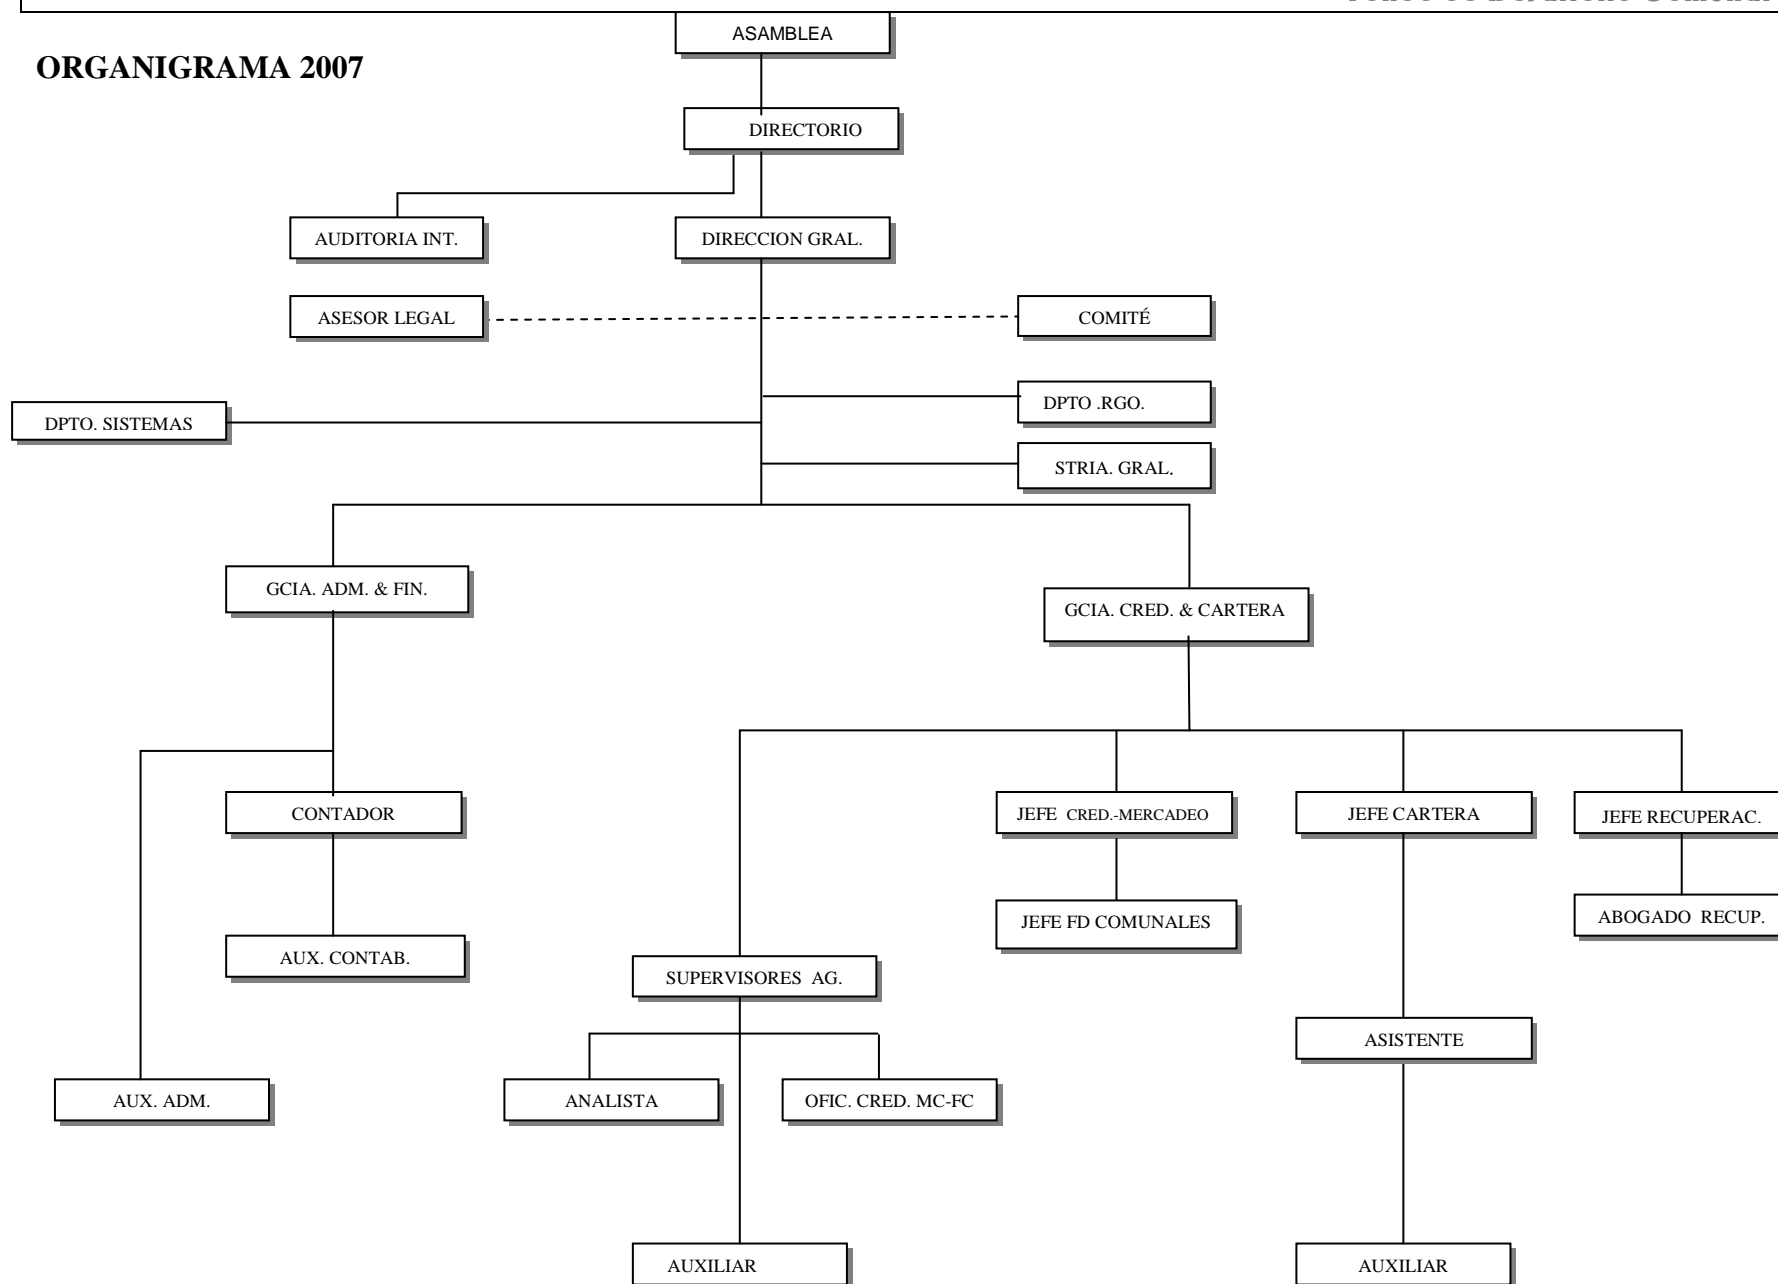 ASAMBLEA
ORGANIGRAMA 2007
DIRECTORIO
AUDITORIA INT.
DIRECCION GRAL.
ASESOR LEGAL
COMITÉ
DPTO .RGO.
DPTO. SISTEMAS
STRIA. GRAL.
GCIA. ADM. & FIN.
GCIA. CRED. & CARTERA
CONTADOR
JEFE CRED.-MERCADEO
JEFE CARTERA
JEFE RECUPERAC.
JEFE FD COMUNALES
ABOGADO RECUP.
AUX. CONTAB.
SUPERVISORES AG.
ASISTENTE
AUX. ADM.
ANALISTA
OFIC. CRED. MC-FC
AUXILIAR
AUXILIAR